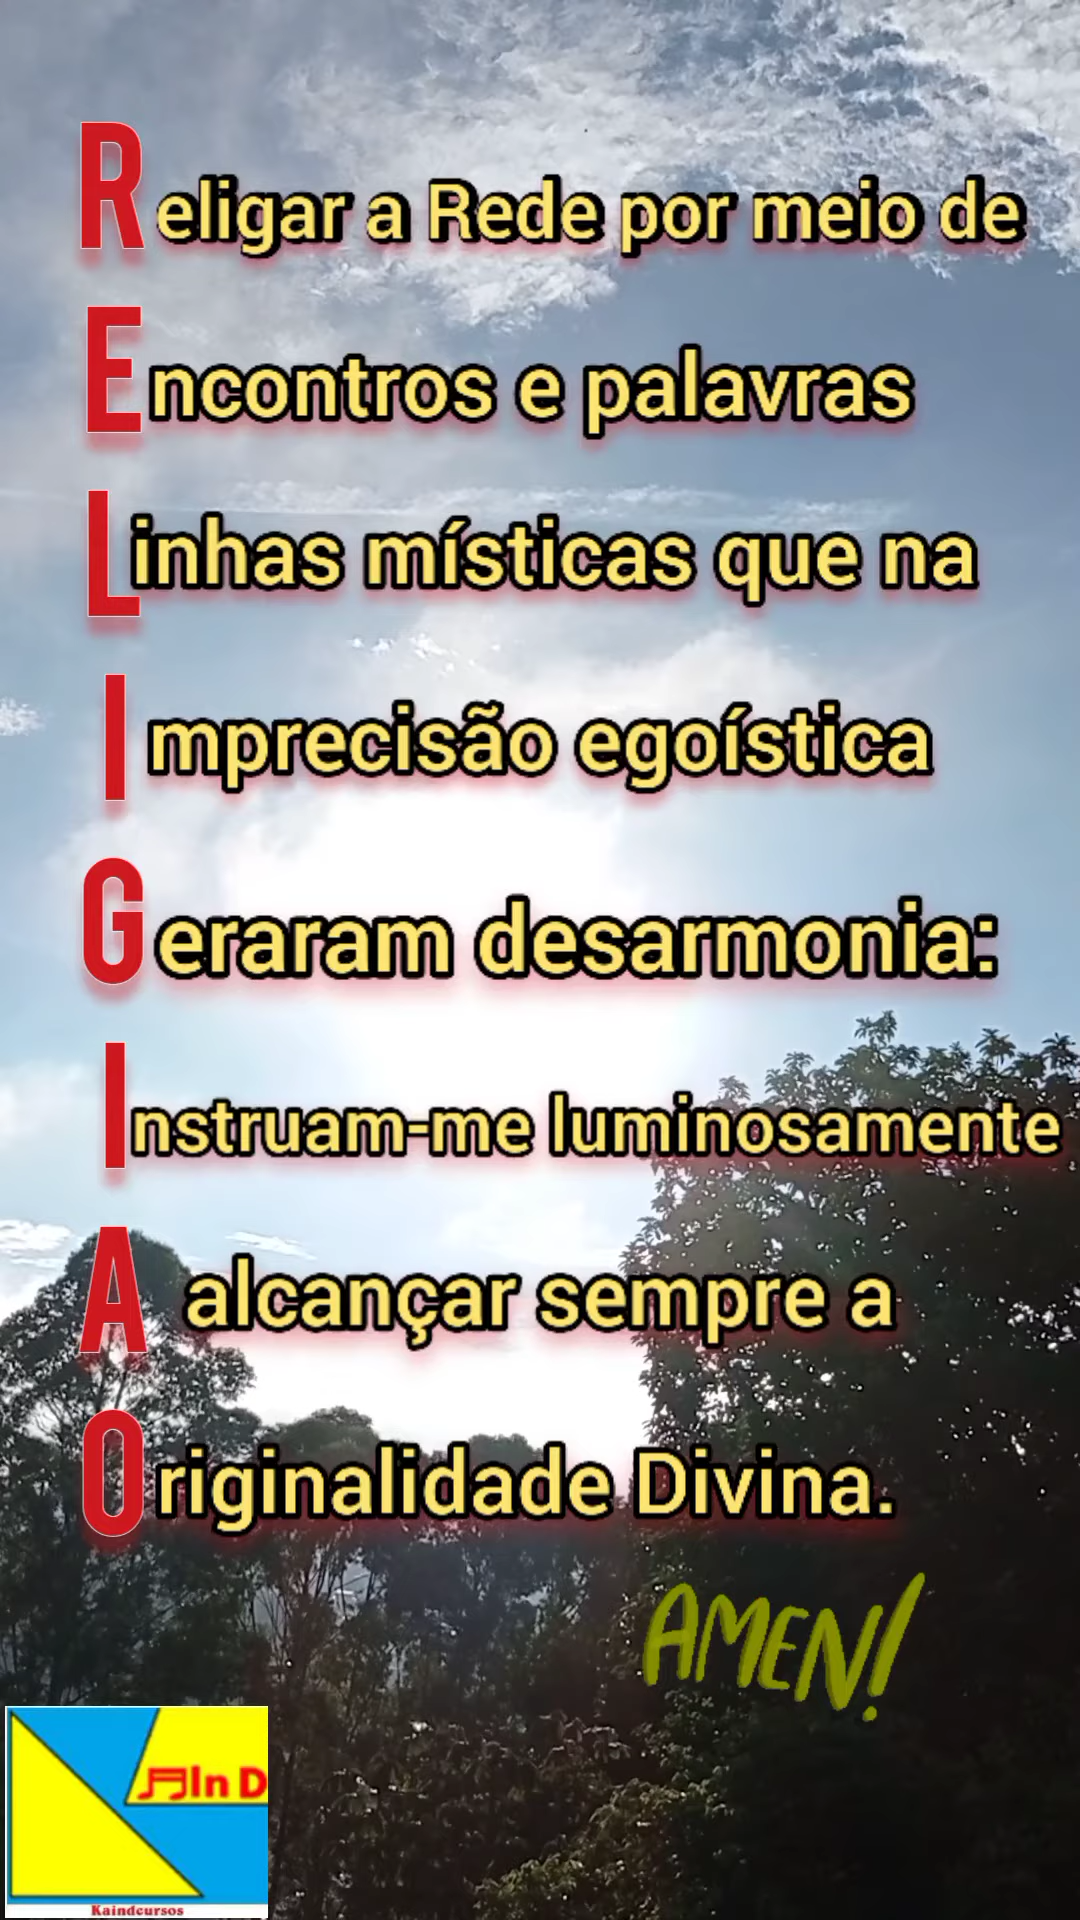 Religar a Rede por meio de
Encontros e palavras
Linhas místicas que na
Imprecisão egoística
Geraram desarmonia:
Instruam-me luminosamente
A alcançar sempre a
Originalidade Divina.
AMEN!
In D
Kaindcursos